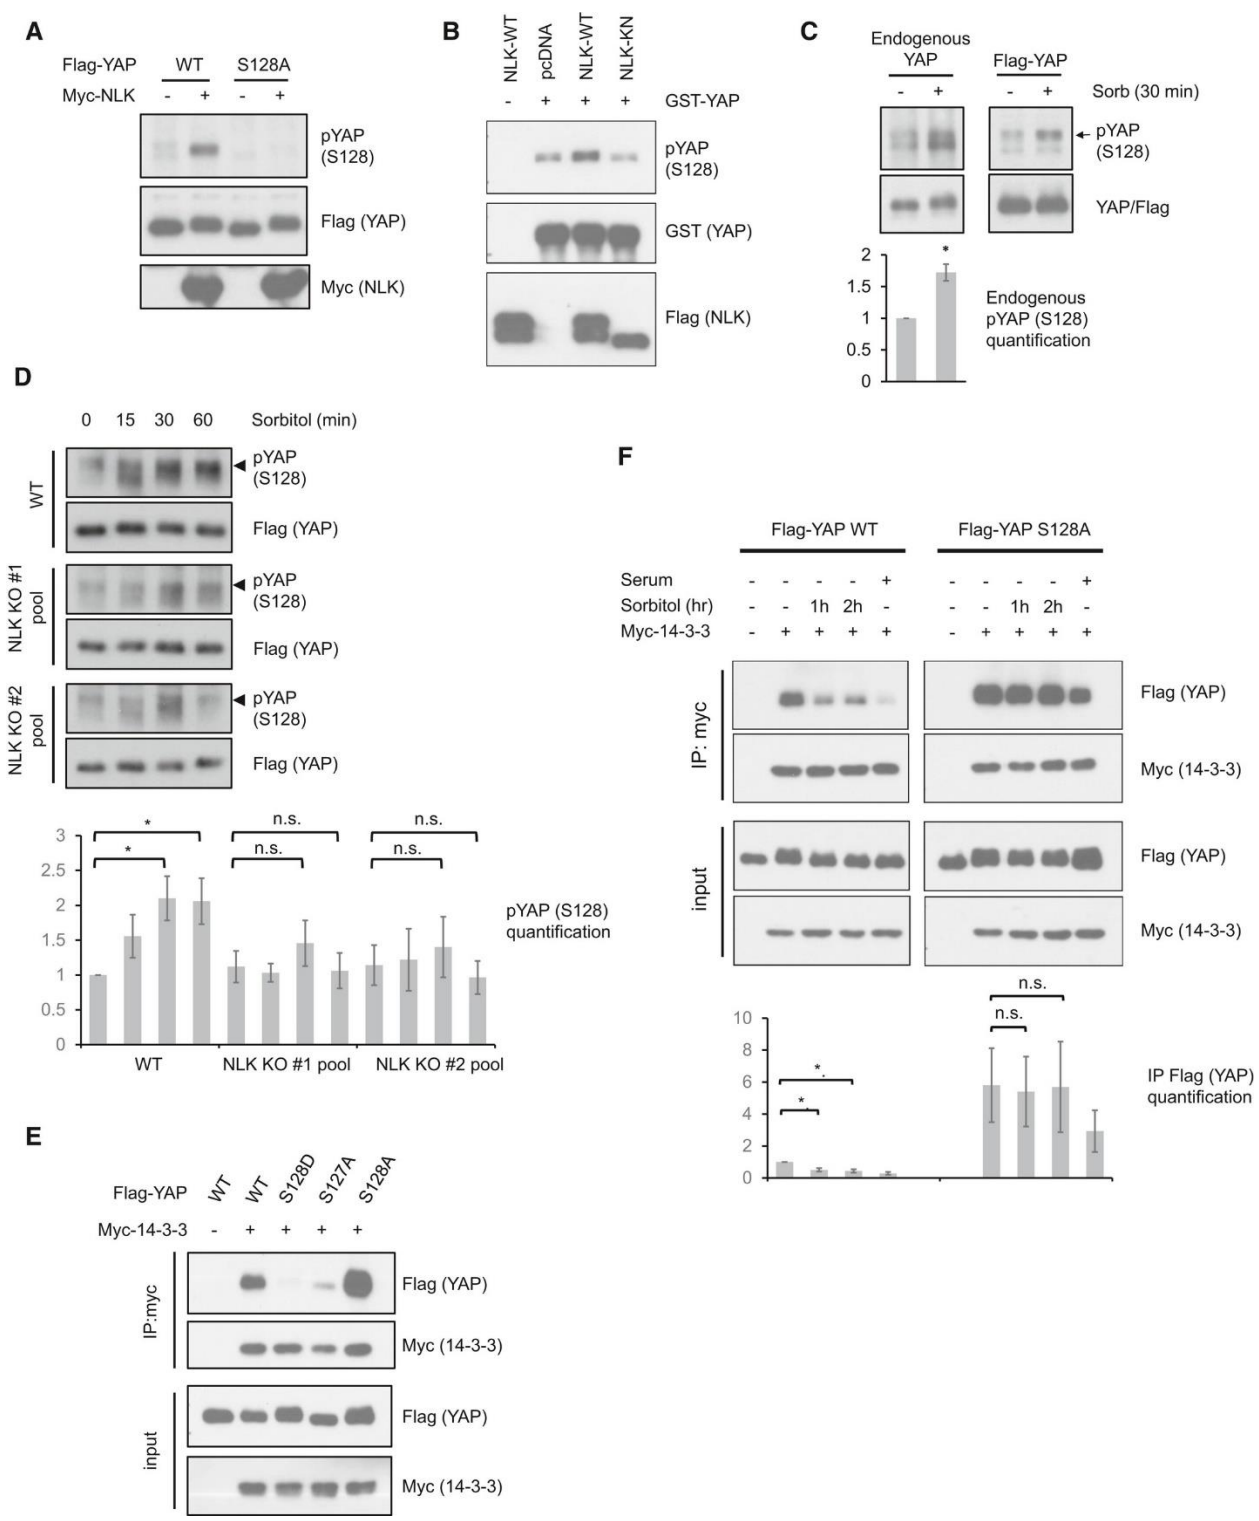 A
Flag-YAP WT S128A
Myc-NLK - + - +
pYAP
(S128)
Flag (YAP)
Myc (NLK)
B
NLK-WT pcDNA NLK-WT NLK-KN
- + + + GST-YAP
pYAP
(S128)
GST (YAP)
Flag (NLK)
C
Endogenous
YAP Flag-YAP
- + - + Sorb (30 min)
pYAP
(S128)
YAP/Flag
*
2
1.5
1
0.5
0
Endogenous
pYAP (S128)
quantification
D
0 15 30 60 Sorbitol (min)
WT
pYAP
(S128)
Flag (YAP)
NLK KO #1
pool
pYAP
(S128)
Flag (YAP)
NLK KO #2
pool
pYAP
(S128)
Flag (YAP)
3
2.5
2
1.5
1
0.5
0
* n.s. n.s.
* n.s. n.s.
WT NLK KO #1 pool NLK KO #2 pool
pYAP (S128)
quantification
E
Flag-YAP WT WT S128D S127A S128A
Myc-14-3-3 - + + + +
IP:myc
Flag (YAP)
Myc (14-3-3)
input
Flag (YAP)
Myc (14-3-3)
F
Flag-YAP WT Flag-YAP S128A
Serum - - - - + - - - - +
Sorbitol (hr) - - 1h 2h - - - 1h 2h -
Myc-14-3-3 - + + + + - + + + +
IP: myc
Flag (YAP)
Myc (14-3-3)
input
Flag (YAP)
Myc (14-3-3)
10
8
6
4
2
0
*
*
n.s.
n.s.
IP Flag (YAP)
quantification